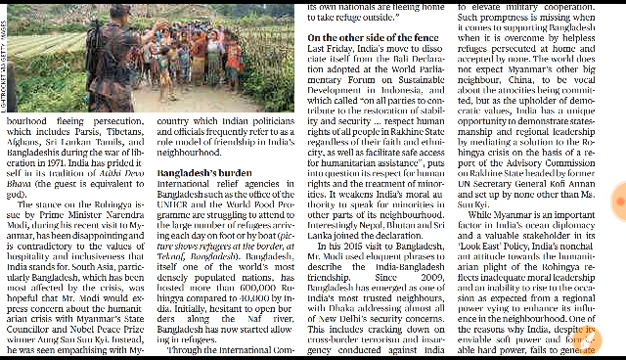 LIGHTROCKET VIA GETTY IMAGES
bourhood fleeing persecution,
which includes Parsis, Tibetans,
Afghans, Sri Lankan Tamils, and
Bangladeshis during the war of lib-
eration in 1971. India has prided it-
self in its tradition of Atithi Devo
Bhava (the guest is equivalent to
god).
The stance on the Rohingya is-
sue by Prime Minister Narendra
Modi, during his recent visit to My-
anmar, has been disappointing and
is contradictory to the values of
hospitality and inclusiveness that
India stands for. South Asia, partic-
ularly Bangladesh, which has been
most affected by the crisis, was
hopeful that Mr. Modi would ex-
press concern about the humanit-
arian crisis with Myanmar's State
Councillor and Nobel Peace Prize
winner Aung San Suu Kyi. Instead,
he was seen empathising with My-
country which Indian politicians
and officials frequently refer to as a
role model of friendship in India's
neighbourhood.
Bangladesh's burden
International relief agencies in
Bangladesh such as the office of the
UNHCR and the World Food Pro-
gramme are struggling to attend to
the large number of refugees arriv-
ing each day on foot or by boat (pic-
ture shows refugees at the border, at
Teknaf, Bangladesh). Bangladesh,
itself one of the world's most
densely populated nations, has
hosted more than 600,000 Ro-
hingya compared to 40,000 by In-
dia. Initially, hesitant to open bor-
ders along the Naf river,
Bangladesh has now started allow-
ing in refugees.
Through the International Com-
its own nationals are fleeing home
to take refuge outside."
On the other side of the fence
Last Friday, India's move to disso-
ciate itself from the Bali Declara-
tion adopted at the World Parlia-
mentary Forum on Sustainable
Development in Indonesia, and
which called "on all parties to con-
tribute to the restoration of stabil-
ity and security ... respect human
rights of all people in Rakhine State
regardless of their faith and ethni-
city, as well as facilitate safe access
for humanitarian assistance", puts
into question its respect for human
rights and the treatment of minor-
ities. It weakens India's moral au-
thority to speak for minorities in
other parts of its neighbourhood.
Interestingly Nepal, Bhutan and Sri
Lanka joined the declaration.
In his 2015 visit to Bangladesh,
Mr. Modi used eloquent phrases to
describe the India-Bangladesh
friendship. Since 2009,
Bangladesh has emerged as one of
India's most trusted neighbours,
with Dhaka addressing almost all
of New Delhi's security concerns.
This includes cracking down on
cross-border terrorism and insur-
gency conducted against India
to elevate military cooperation.
Such promptness is missing when
it comes to supporting Bangladesh
when it is overcome by helpless
refugees persecuted at home and
accepted by none. The world does
not expect Myanmar's other big
neighbour, China, to be vocal
about the atrocities being commit-
ted, but as the upholder of demo-
cratic values, India has a unique
opportunity to demonstrate states-
manship and regional leadership
by mediating a solution to the Ro-
hingya crisis on the basis of a re-
port of the Advisory Commission
on Rakhine State headed by former
UN Secretary General Kofi Annan
and set up by none other than Ms.
Suu Kyi.
While Myanmar is an important
factor in India's ocean diplomacy
and a valuable stakeholder in its
'Look East' Policy, India's nonchal-
ant attitude towards the humanit-
arian plight of the Rohingya re-
flects inadequate moral leadership
and an inability to rise to the occa-
sion as expected from a regional
power vying to enhance its influ-
ence in the neighbourhood. One of
the reasons why India, despite its
enviable soft power and
able hard power, fails to generate